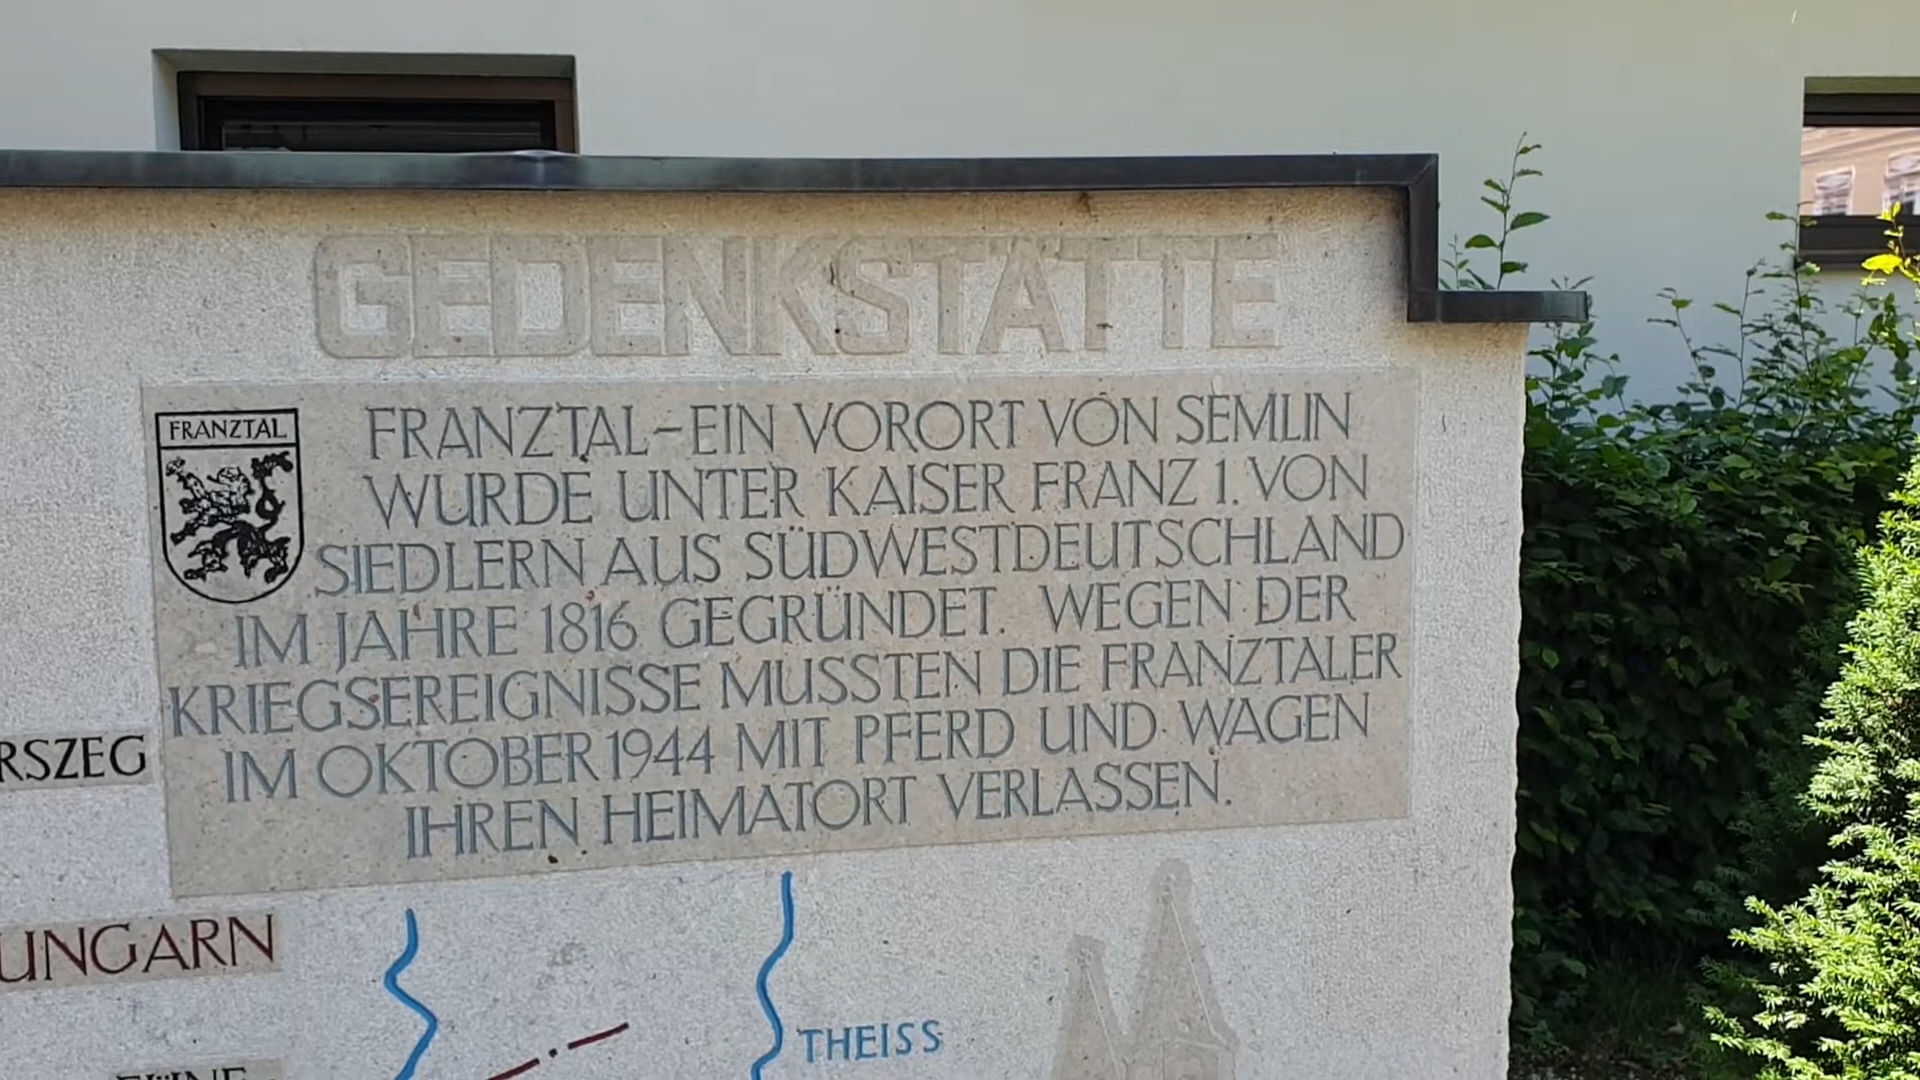 GEDENKSTÄTTE
FRANZTAL
FRANZTAL-EIN VORORT VON SEMLIN
WURDE UNTER KAISER FRANZ 1. VON
SIEDLERN AUS SÜDWESTDEUTSCHLAND
IM JAHRE 1816 GEGRÜNDET. WEGEN DER
KRIEGSEREIGNISSE MUSSTEN DIE FRANZTALER
IM OKTOBER 1944 MIT PFERD UND WAGEN
IHREN HEIMATORT VERLASSEN.
RSZEG
UNGARN
THEISS